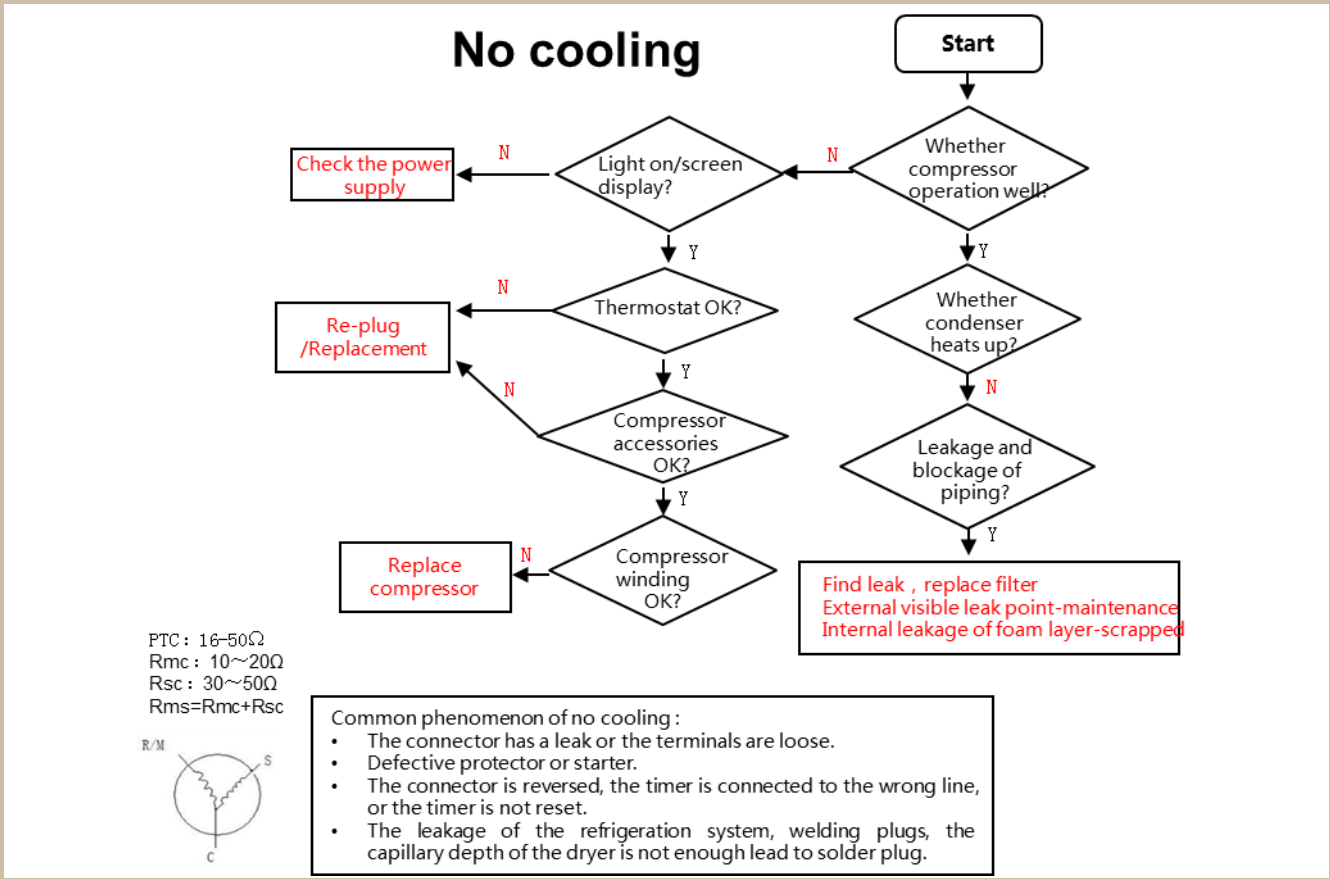 No cooling
Start
Whether
compressor
operation well?
N
Light on/screen
display?
N
Check the power
supply
Y
Y
Thermostat OK?
N
Re-plug
/Replacement
Whether
condenser
heats up?
Y
N
N
Compressor
accessories
OK?
Leakage and
blockage of
piping?
Y
Y
Compressor
winding
OK?
N
Replace
compressor
Find leak , replace filter
External visible leak point-maintenance
Internal leakage of foam layer-scrapped
PTC: 16-50Ω
Rmc : 10~20Ω
Rsc : 30~50Ω
Rms=Rmc+Rsc
R/M
S
C
Common phenomenon of no cooling :
• The connector has a leak or the terminals are loose.
• Defective protector or starter.
• The connector is reversed, the timer is connected to the wrong line,
or the timer is not reset.
• The leakage of the refrigeration system, welding plugs, the
capillary depth of the dryer is not enough lead to solder plug.